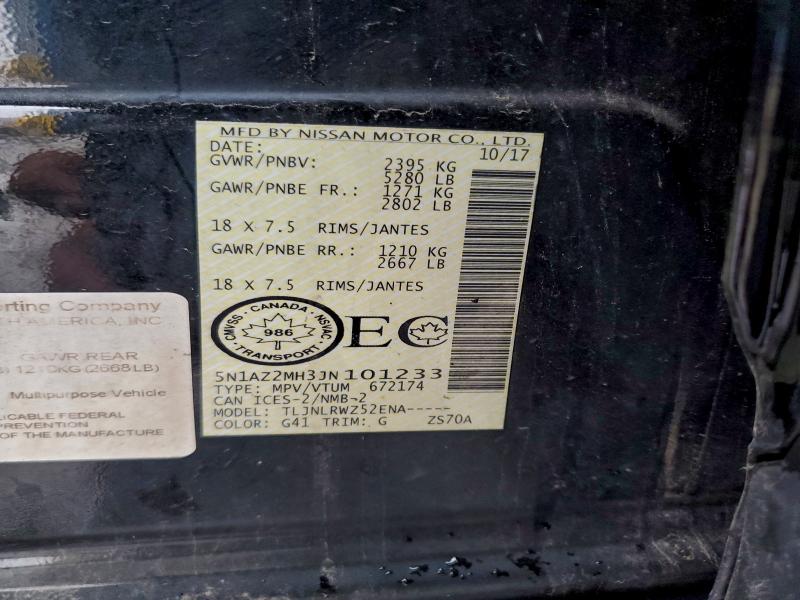 MFD BY NISSAN MOTOR CO., LTD.
DATE: 10/17
GVWR/PNBV: 2395 KG
5280 LB
GAWR/PNBE FR.: 1271 KG
2802 LB
18 X 7.5 RIMS/JANTES
GAWR/PNBE RR.: 1210 KG
2667 LB
18 X 7.5 RIMS/JANTES
CANADA
CMVSS 986 NSVAC
TRANSPORT
EC
5N1AZ2MH3JN101233
TYPE: MPV/VTUM 672174
CAN ICES-2/NMB-2
MODEL: TLJNLRWZ52ENA-----
COLOR: G41 TRIM: G ZS70A
erting Company
AMERICA, INC
GAWR REAR
1210KG (2668LB)
Multipurpose Vehicle
LICABLE FEDERAL
PREVENTION
OF THE MANUFACTURE